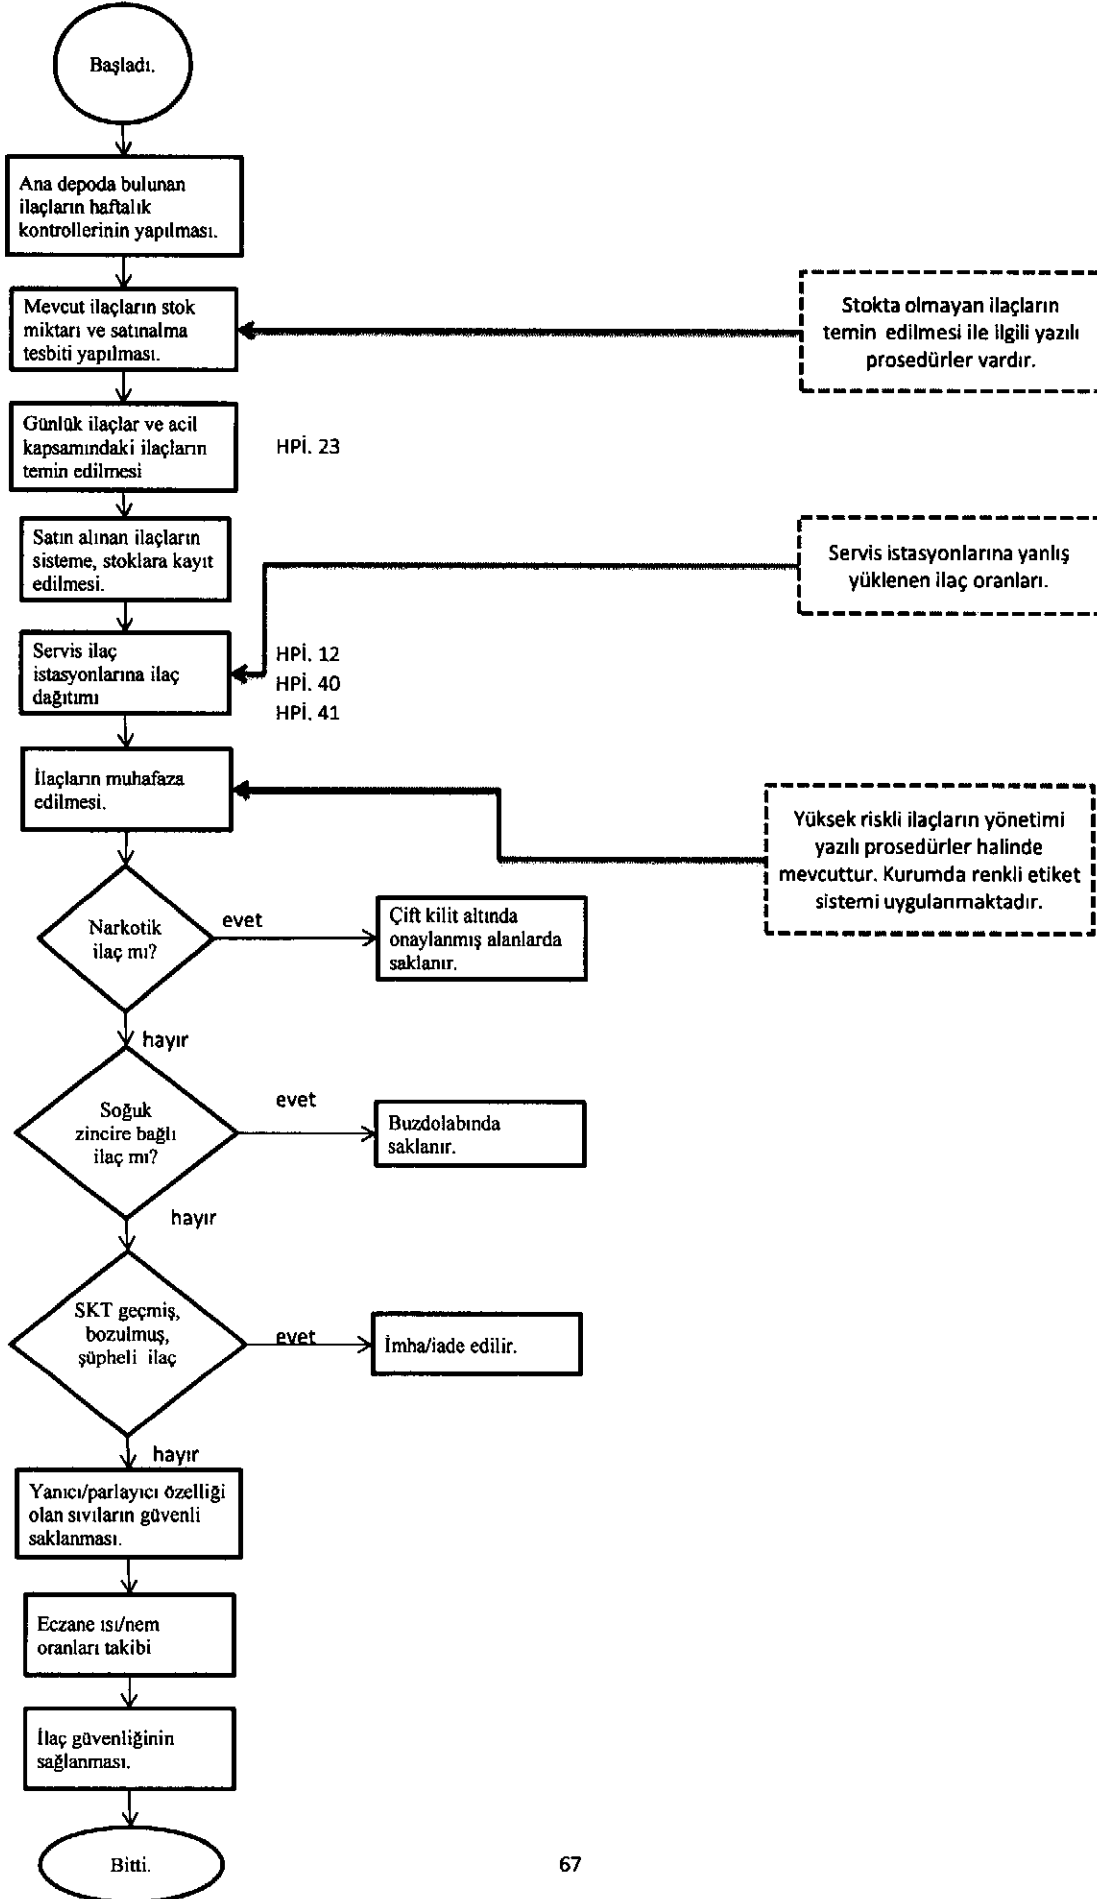 Başladı.
Ana depoda bulunan
ilaçların haftalık
kontrollerinin yapılması.
Mevcut ilaçların stok
miktarı ve satınalma
tesbiti yapılması.
Stokta olmayan ilaçların
temin edilmesi ile ilgili yazılı
prosedürler vardır.
Günlük ilaçlar ve acil
kapsamındaki ilaçların
temin edilmesi
HPİ. 23
Satın alınan ilaçların
sisteme, stoklara kayıt
edilmesi.
Servis istasyonlarına yanlış
yüklenen ilaç oranları.
Servis ilaç
istasyonlarına ilaç
dağıtımı
HPİ. 12
HPİ. 40
HPİ. 41
İlaçların muhafaza
edilmesi.
Yüksek riskli ilaçların yönetimi
yazılı prosedürler halinde
mevcuttur. Kurumda renkli etiket
sistemi uygulanmaktadır.
Narkotik
ilaç mı?
evet
Çift kilit altında
onaylanmış alanlarda
saklanır.
hayır
Soğuk
zincire bağlı
ilaç mı?
evet
Buzdolabında
saklanır.
hayır
SKT geçmiş,
bozulmuş,
şüpheli ilaç
evet
İmha/iade edilir.
hayır
Yanıcı/parlayıcı özelliği
olan sıvıların güvenli
saklanması.
Eczane ısı/nem
oranları takibi
İlaç güvenliğinin
sağlanması.
Bitti.
67